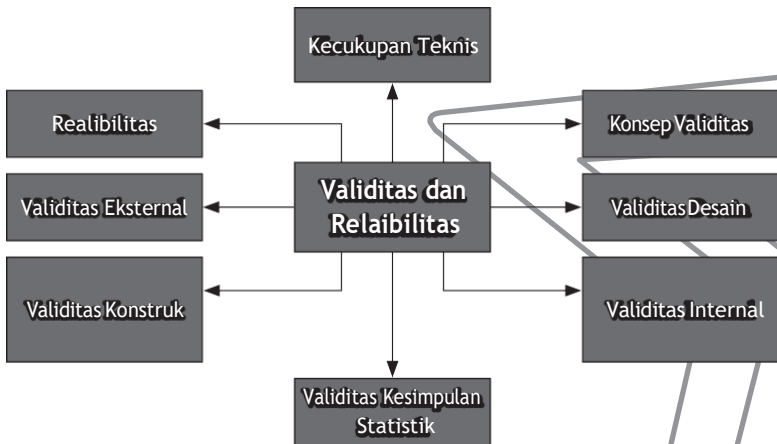 Kecukupan Teknis
Realibilitas
Konsep Validitas
Validitas dan
Relaibilitas
Validitas Eksternal
Validitas Desain
Validitas Konstruk
Validitas Internal
Validitas Kesimpulan
Statistik